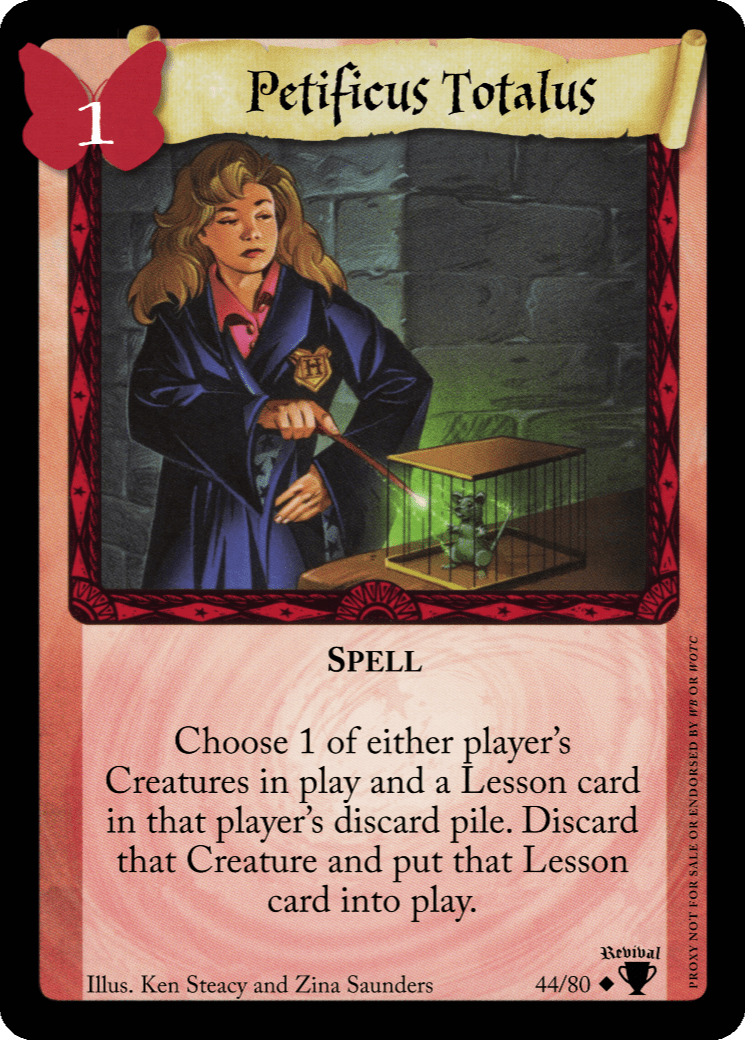 1
Petificus Totalus
H
SPELL
Choose 1 of either player's
Creatures in play and a Lesson card
in that player's discard pile. Discard
that Creature and put that Lesson
card into play.
Illus. Ken Steacy and Zina Saunders
44/80
Revival
PROXY NOT FOR SALE OR ENDORSED BY WB OR WOTC